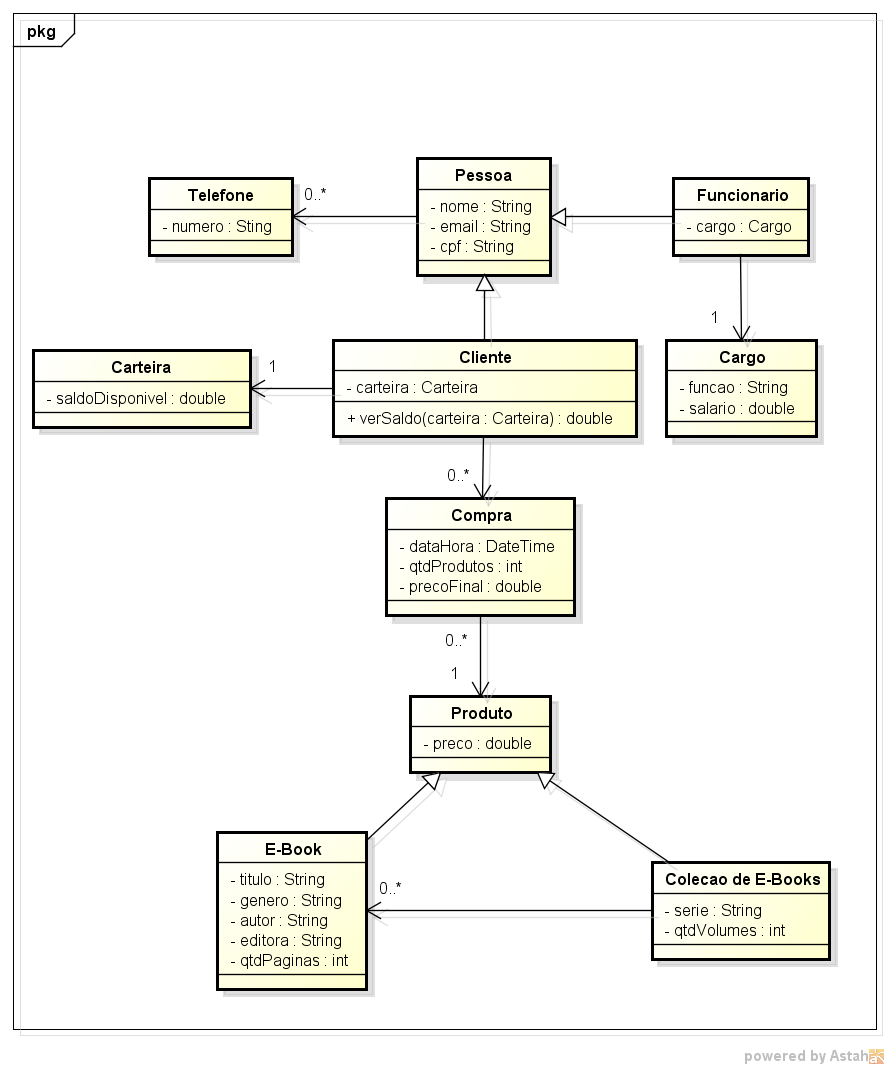 pkg
Telefone
- numero : Sting
0..*
Pessoa
- nome : String
- email : String
- cpf : String
Funcionario
- cargo : Cargo
1
Cargo
- funcao : String
- salario : double
Carteira
- saldoDisponivel : double
1
Cliente
- carteira : Carteira
+ verSaldo(carteira : Carteira) : double
0..*
Compra
- dataHora : DateTime
- qtdProdutos : int
- precoFinal : double
0..*
1
Produto
- preco : double
E-Book
- titulo : String
- genero : String
- autor : String
- editora : String
- qtdPaginas : int
0..*
Colecao de E-Books
- serie : String
- qtdVolumes : int
powered by Astah